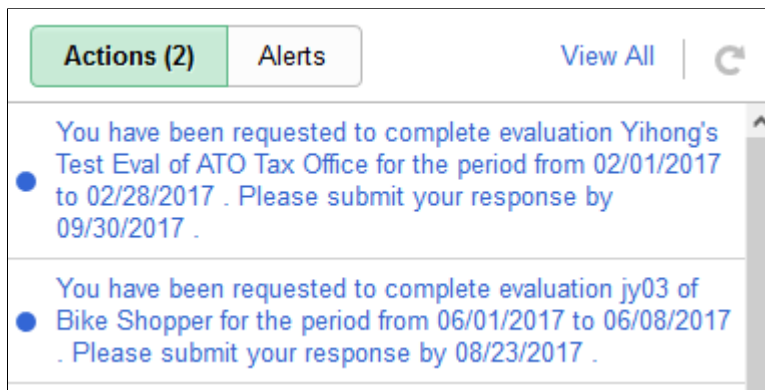 Actions (2) Alerts View All
You have been requested to complete evaluation Yihong's
Test Eval of ATO Tax Office for the period from 02/01/2017
to 02/28/2017 . Please submit your response by
09/30/2017 .
You have been requested to complete evaluation jy03 of
Bike Shopper for the period from 06/01/2017 to 06/08/2017
. Please submit your response by 08/23/2017 .